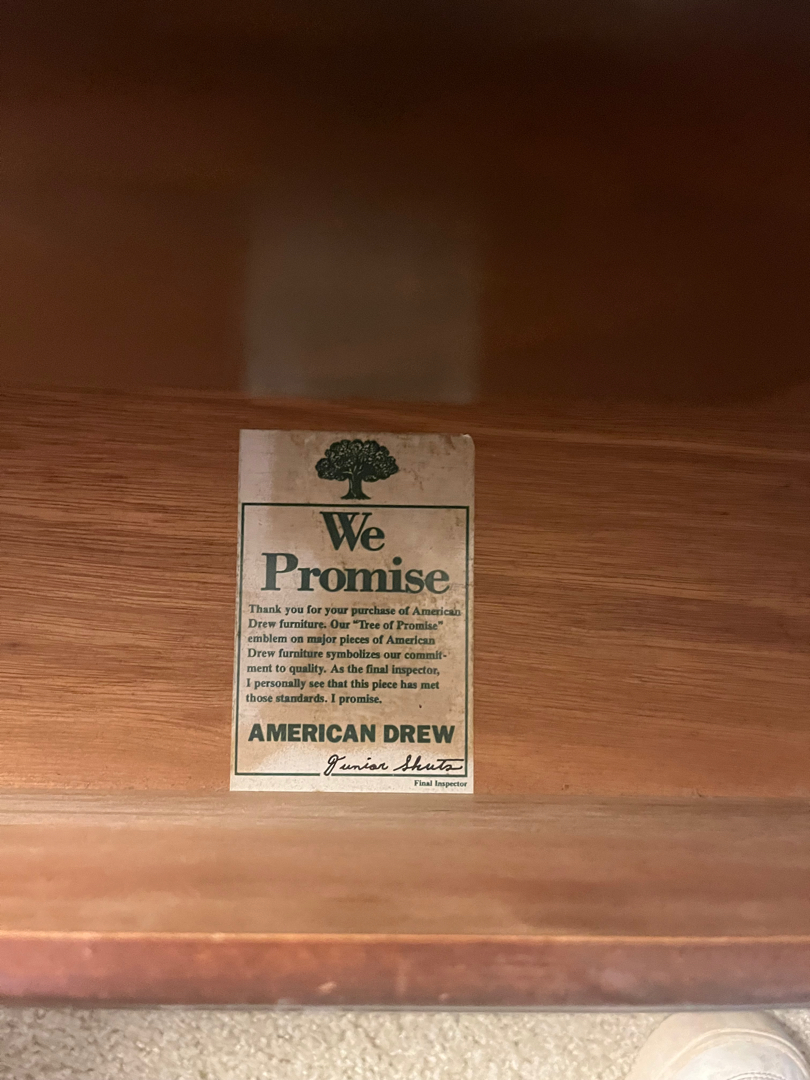 We
Promise
Thank you for your purchase of American
Drew furniture. Our "Tree of Promise"
emblem on major pieces of American
Drew furniture symbolizes our commit-
ment to quality. As the final inspector,
I personally see that this piece has met
those standards. I promise.
AMERICAN DREW
Junior Shuts
Final Inspector